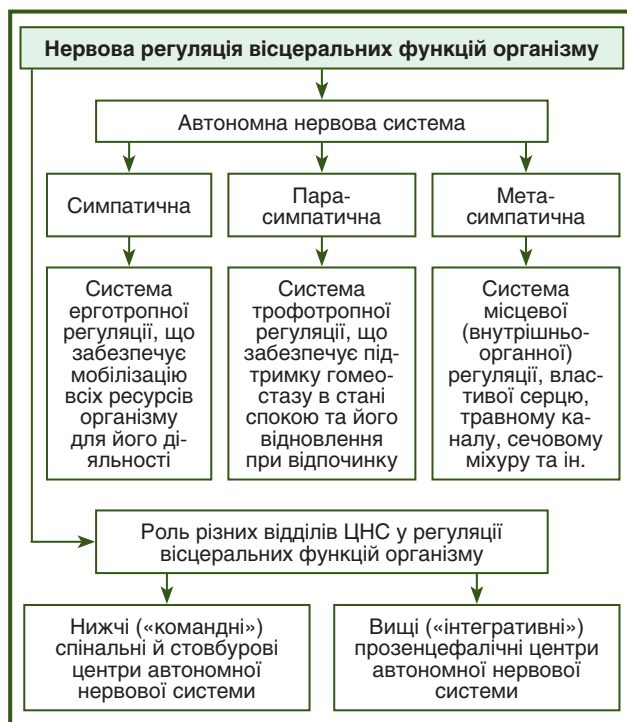 Нервова регуляція вісцеральних функцій організму
Автономна нервова система
Симпатична
Пара-
симпатична
Мета-
симпатична
Система
ерготропної
регуляції, що
забезпечує
мобілізацію
всіх ресурсів
організму
для його ді-
яльності
Система
трофотропної
регуляції, що
забезпечує під-
тримку гомео-
стазу в стані
спокою та його
відновлення
при відпочинку
Система
місцевої
(внутрішньо-
органної)
регуляції, влас-
тивої серцю,
травному ка-
налу, сечовому
міхуру та ін.
Роль різних відділів ЦНС у регуляції
вісцеральних функцій організму
Нижчі («командні»)
спінальні й стовбурові
центри автономної
нервової системи
Вищі («інтегративні»)
прозенцефалічні центри
автономної нервової
системи